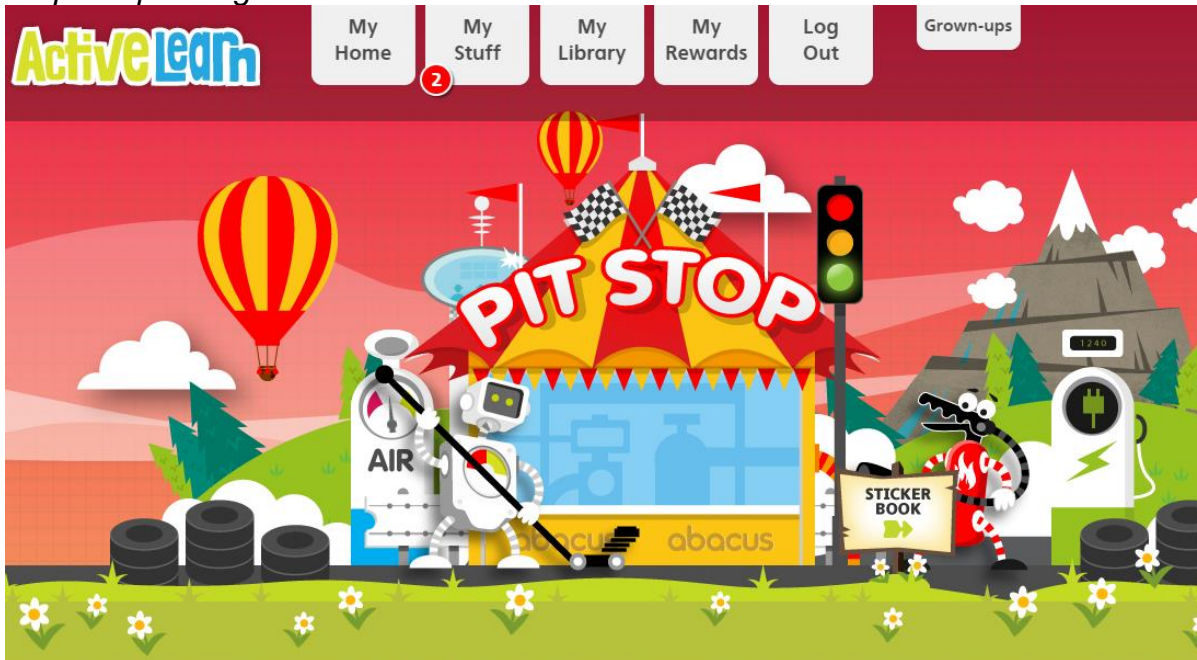 ActiveLearn
My
Home
My
Stuff
2
My
Library
My
Rewards
Log
Out
Grown-ups
PIT STOP
1240
AIR
STICKER
BOOK
abacus
abacus